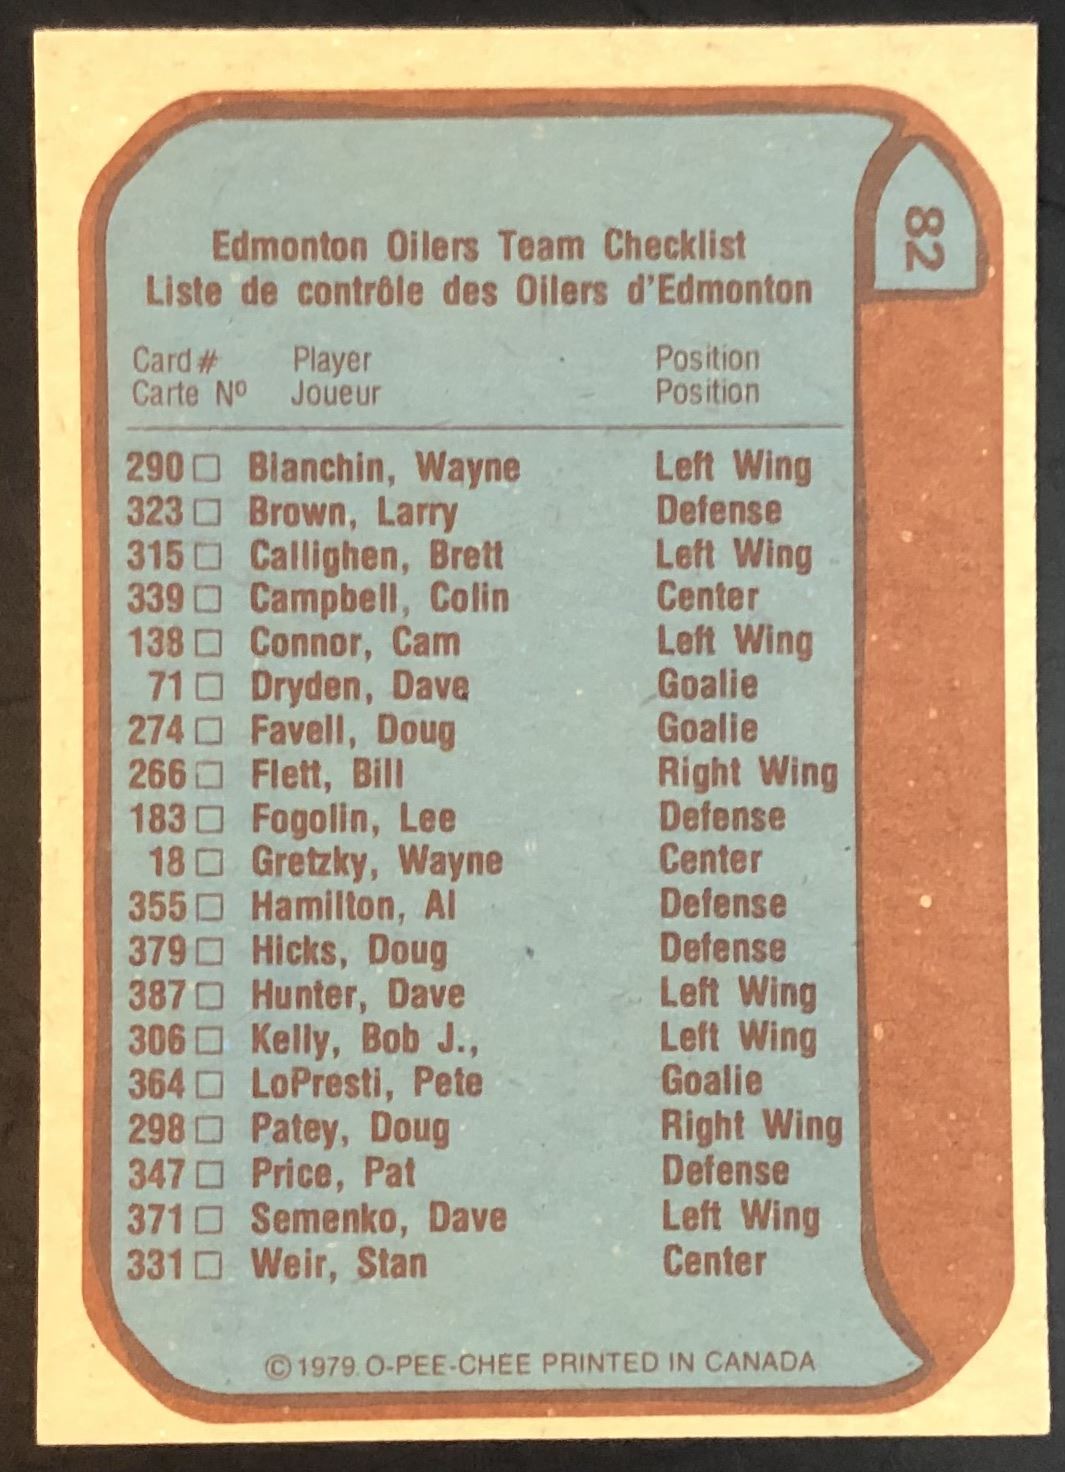 82
Edmonton Oilers Team Checklist
Liste de contrôle des Oilers d'Edmonton
Card # Player Position
Carte Nº Joueur Position
290 □ Bianchin, Wayne Left Wing
323 □ Brown, Larry Defense
315 □ Callighen, Brett Left Wing
339 □ Campbell, Colin Center
138 □ Connor, Cam Left Wing
71 □ Dryden, Dave Goalie
274 □ Favell, Doug Goalie
266 □ Flett, Bill Right Wing
183 □ Fogolin, Lee Defense
18 □ Gretzky, Wayne Center
355 □ Hamilton, Al Defense
379 □ Hicks, Doug Defense
387 □ Hunter, Dave Left Wing
306 □ Kelly, Bob J., Left Wing
364 □ LoPresti, Pete Goalie
298 □ Patey, Doug Right Wing
347 □ Price, Pat Defense
371 □ Semenko, Dave Left Wing
331 □ Weir, Stan Center
© 1979. O-PEE-CHEE PRINTED IN CANADA